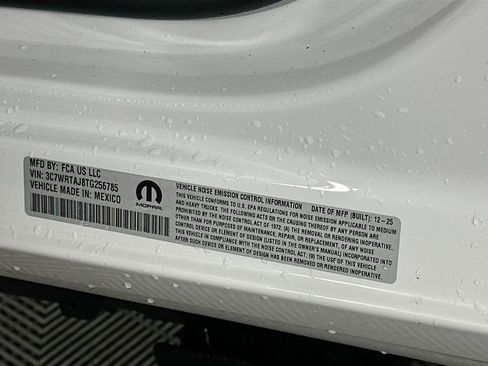 MFD BY: FCA US LLC
VIN: 3C7WRTAJ8TG256785
VEHICLE MADE IN: MEXICO
MOPAR
VEHICLE NOISE EMISSION CONTROL INFORMATION DATE OF MFP (BUILT): 12-25
THIS VEHICLE CONFORMS TO U.S. EPA REGULATIONS FOR NOISE EMISSION APPLICABLE TO MEDIUM
AND HEAVY TRUCKS. THE FOLLOWING ACTS OR THE CAUSING THEREOF BY ANY PERSON ARE
PROHIBITED BY THE NOISE CONTROL ACT OF 1972: (A) THE REMOVAL OR RENDERING INOPERATIVE,
OTHER THAN FOR PURPOSES OF MAINTENANCE, REPAIR, OR REPLACEMENT, OF ANY NOISE
CONTROL DEVICE OR ELEMENT OF DESIGN (LISTED IN THE OWNER'S MANUAL) INCORPORATED INTO
THIS VEHICLE IN COMPLIANCE WITH THE NOISE CONTROL ACT; (B) THE USE OF THIS VEHICLE
AFTER SUCH DEVICE OR ELEMENT OF DESIGN HAS BEEN REMOVED OR RENDERED INOPERATIVE.